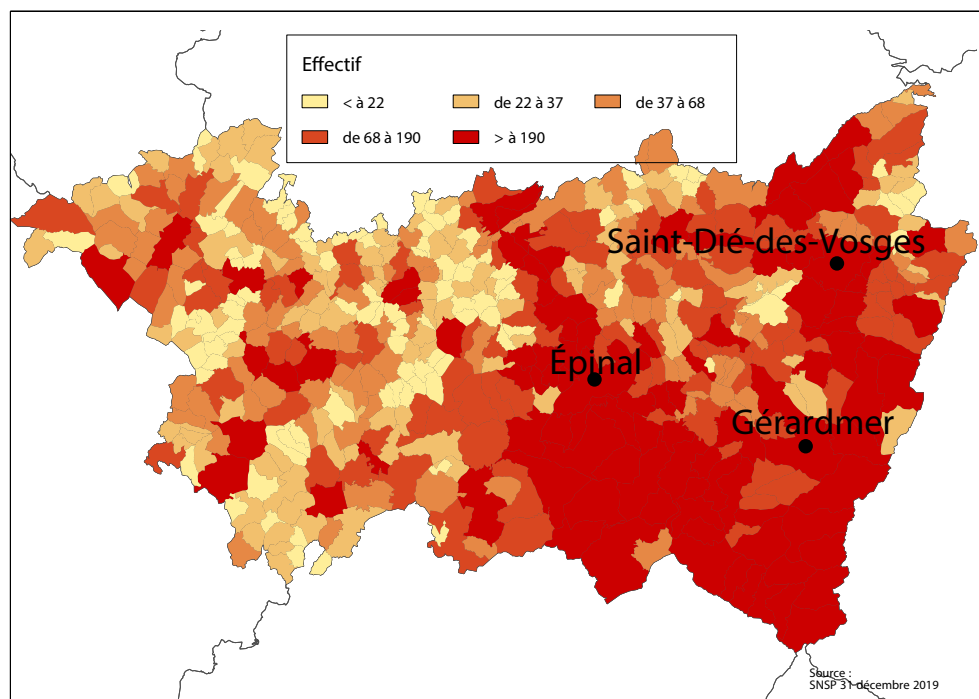 Effectif
< à 22
de 22 à 37
de 37 à 68
de 68 à 190
> à 190
Saint-Dié-des-Vosges
Épinal
Gérardmer
Source :
SNSP 31 décembre 2019